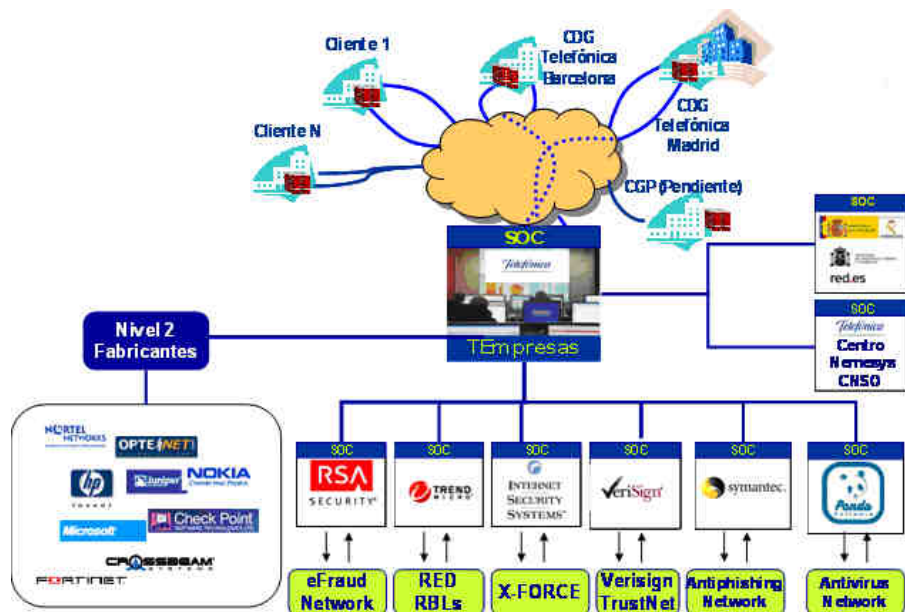 Cliente 1
CDG
Telefónica
Barcelona
CDG
Telefónica
Madrid
Cliente N
CGP (Pendiente)
SOC
Telefónica
TEmpresas
SOC
red.es
SOC
Telefónica
Centro
Nemesys
CNSO
Nivel 2
Fabricantes
NORTEL
NETWORKS
OPTENET
hp
invent
Juniper
NOKIA
Microsoft
Check Point
CROSSBEAM
SYSTEMS
FORTINET
SOC
RSA
SECURITY
SOC
TREND
MICRO
SOC
INTERNET
SECURITY
SYSTEMS
SOC
VeriSign
SOC
symantec.
SOC
Panda
Software
eFraud
Network
RED
RBLs
X-FORCE
Verisign
TrustNet
Antiphishing
Network
Antivirus
Network